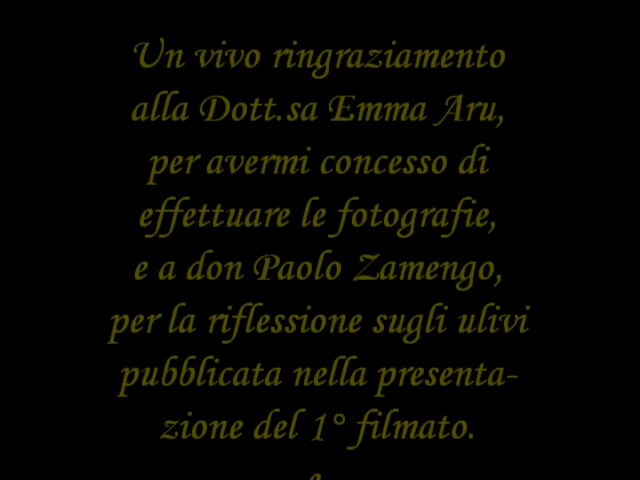 Un vivo ringraziamento
alla Dott.sa Emma Aru,
per avermi concesso di
effettuare le fotografie,
e a don Paolo Zamengo,
per la riflessione sugli ulivi
pubblicata nella presenta-
zione del 1° filmato.